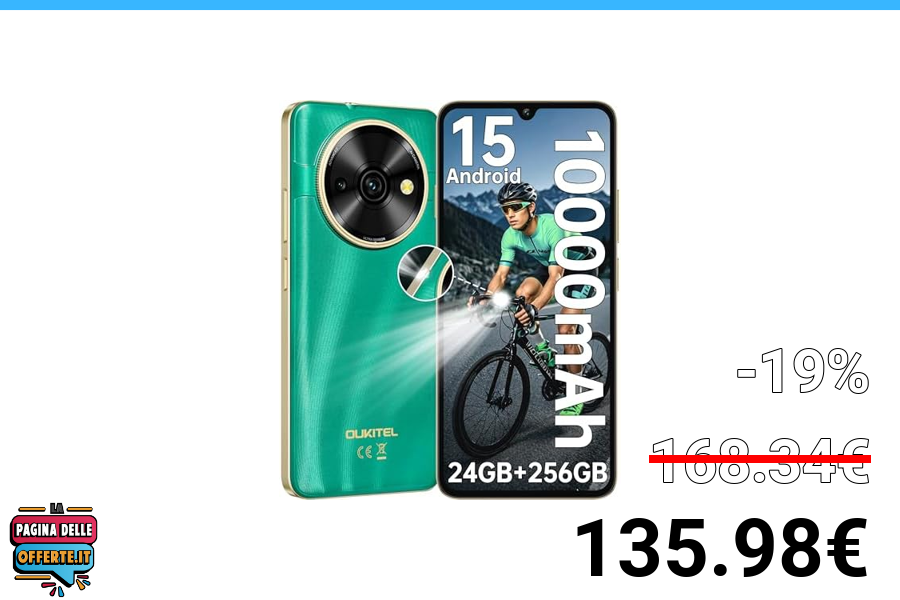 15
Android
10000mAh
24GB+256GB
OUKITEL
CE
-19%
168.34€
135.98€
LA
PAGINA DELLE
OFFERTE.IT